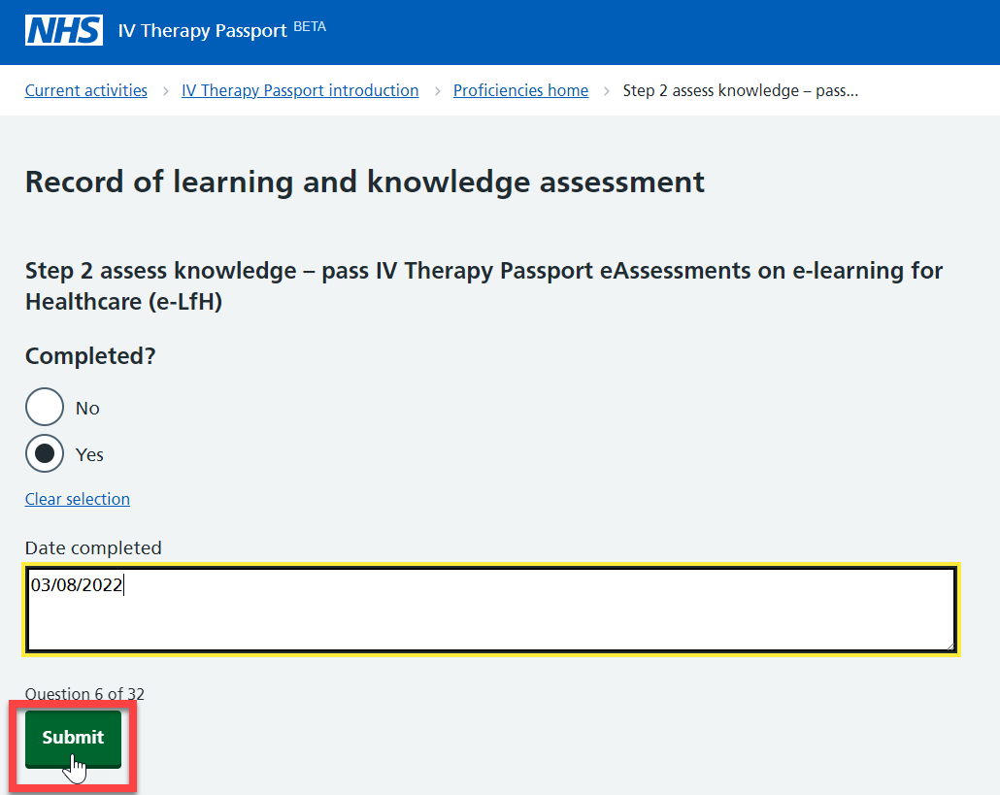 NHS IV Therapy Passport BETA
Current activities > IV Therapy Passport introduction > Proficiencies home > Step 2 assess knowledge – pass...
Record of learning and knowledge assessment
Step 2 assess knowledge – pass IV Therapy Passport eAssessments on e-learning for
Healthcare (e-LfH)
Completed?
No
Yes
Clear selection
Date completed
03/08/2022
Question 6 of 32
Submit